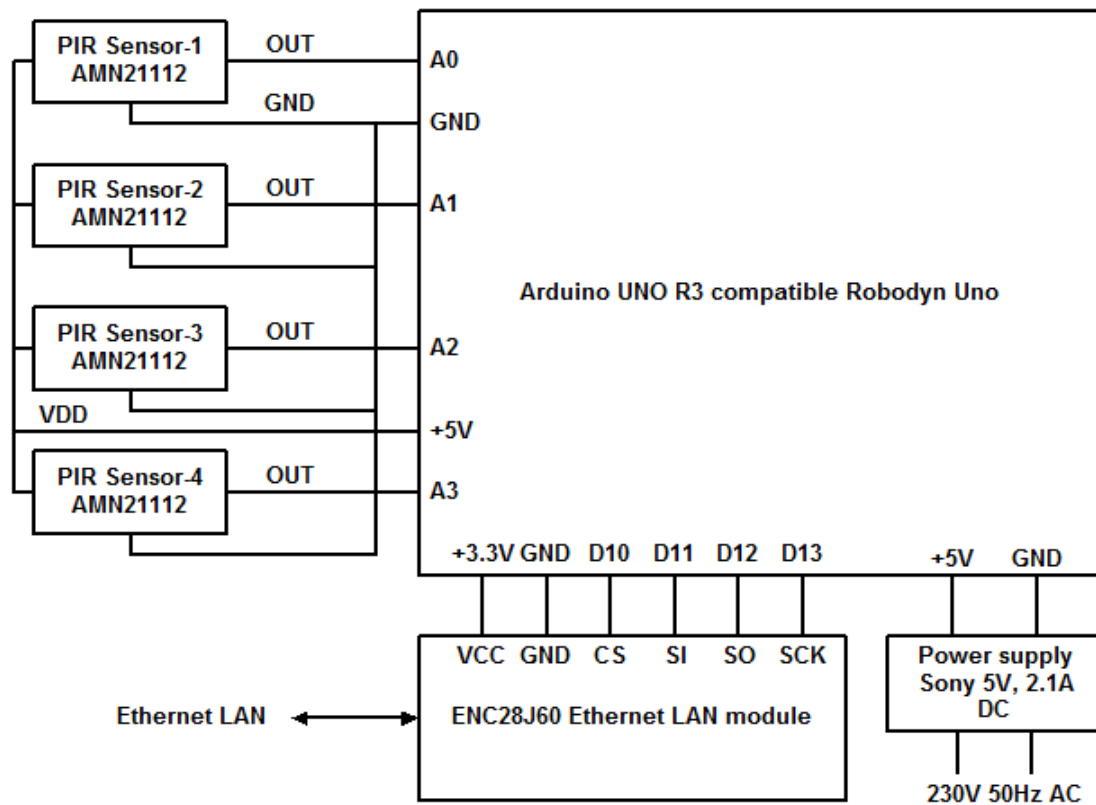 PIR Sensor-1
AMN21112
OUT
A0
GND
GND
PIR Sensor-2
AMN21112
OUT
A1
Arduino UNO R3 compatible Robodyn Uno
PIR Sensor-3
AMN21112
OUT
A2
VDD
+5V
PIR Sensor-4
AMN21112
OUT
A3
+3.3V GND D10 D11 D12 D13
+5V GND
VCC GND CS SI SO SCK
Power supply
Sony 5V, 2.1A
DC
Ethernet LAN
ENC28J60 Ethernet LAN module
230V 50Hz AC